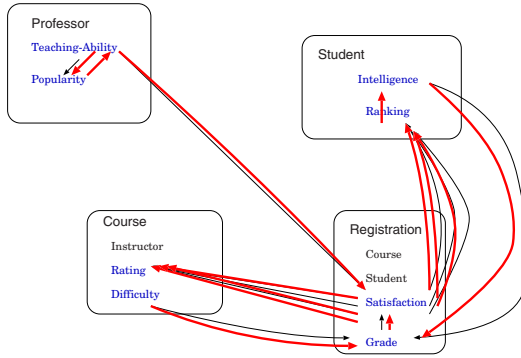 Professor
Teaching-Ability
Popularity
Student
Intelligence
Ranking
Course
Instructor
Rating
Difficulty
Registration
Course
Student
Satisfaction
Grade